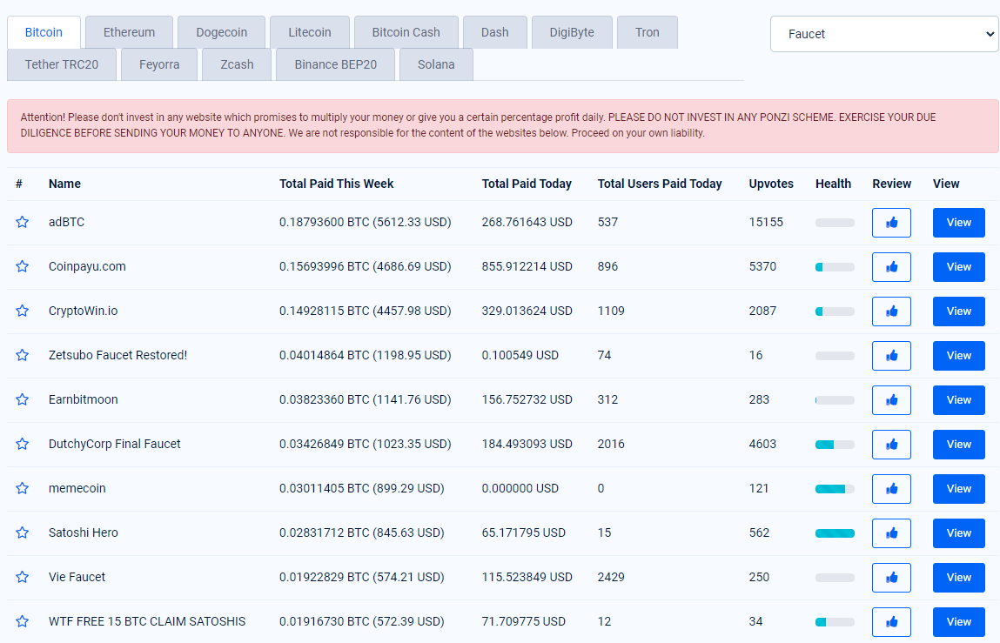 Bitcoin Ethereum Dogecoin Litecoin Bitcoin Cash Dash DigiByte Tron Faucet
Tether TRC20 Feyorra Zcash Binance BEP20 Solana
Attention! Please don't invest in any website which promises to multiply your money or give you a certain percentage profit daily. PLEASE DO NOT INVEST IN ANY PONZI SCHEME. EXERCISE YOUR DUE
DILIGENCE BEFORE SENDING YOUR MONEY TO ANYONE. We are not responsible for the content of the websites below. Proceed on your own liability.
# Name Total Paid This Week Total Paid Today Total Users Paid Today Upvotes Health Review View
adBTC 0.18793600 BTC (5612.33 USD) 268.761643 USD 537 15155 View
Coinpayu.com 0.15693996 BTC (4686.69 USD) 855.912214 USD 896 5370 View
CryptoWin.io 0.14928115 BTC (4457.98 USD) 329.013624 USD 1109 2087 View
Zetsubo Faucet Restored! 0.04014864 BTC (1198.95 USD) 0.100549 USD 74 16 View
Earnbitmoon 0.03823360 BTC (1141.76 USD) 156.752732 USD 312 283 View
DutchyCorp Final Faucet 0.03426849 BTC (1023.35 USD) 184.493093 USD 2016 4603 View
memecoin 0.03011405 BTC (899.29 USD) 0.000000 USD 0 121 View
Satoshi Hero 0.02831712 BTC (845.63 USD) 65.171795 USD 15 562 View
Vie Faucet 0.01922829 BTC (574.21 USD) 115.523849 USD 2429 250 View
WTF FREE 15 BTC CLAIM SATOSHIS 0.01916730 BTC (572.39 USD) 71.709775 USD 12 34 View